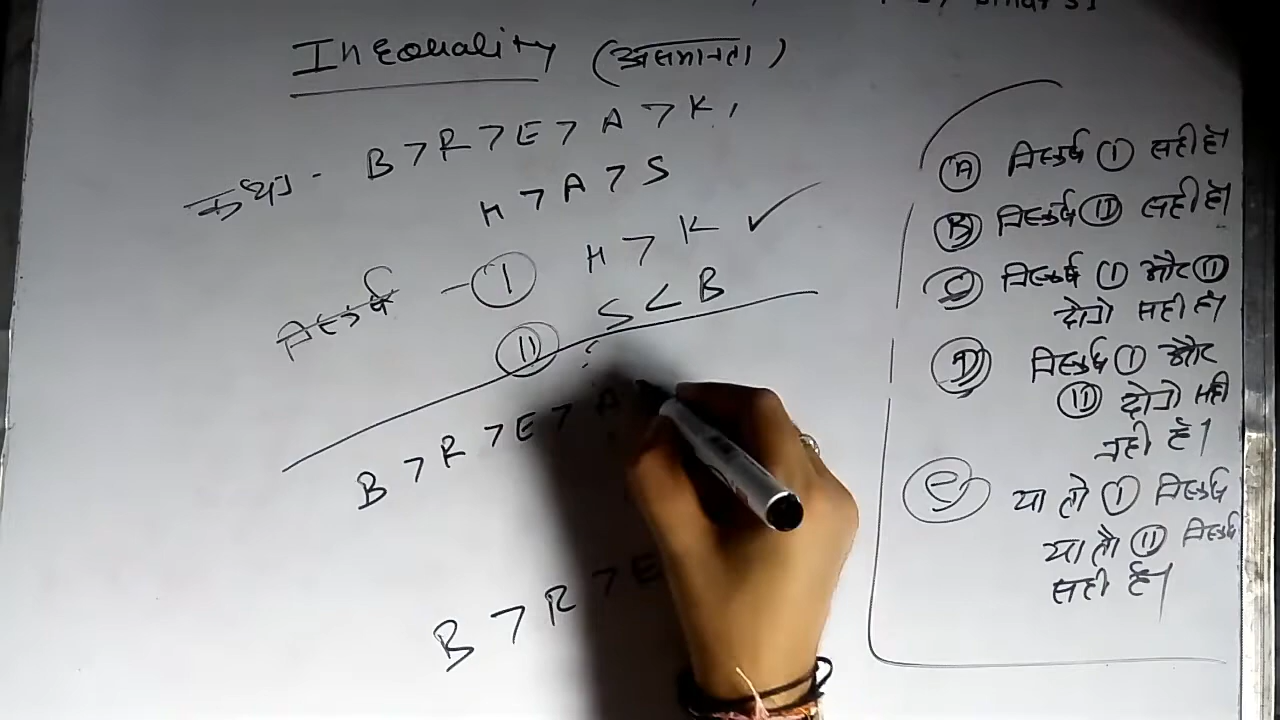 Inequality (असमानता)
कथन - B > R > E > A > K,
H > A > S
निष्कर्ष - I H > K ✓
II S < B
B > R > E > A
B > R > E
A निष्कर्ष I सही है।
B निष्कर्ष II सही है।
C निष्कर्ष I और II
दोनो सही है।
D निष्कर्ष I और
II दोनो सही
नही है।
E या तो I निष्कर्ष
या तो II निष्कर्ष
सही है।